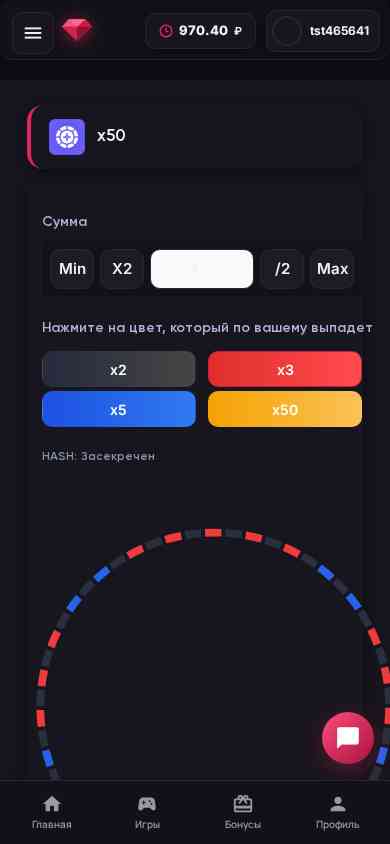 970.40 ₽
tst465641
x50
Сумма
Min X2 /2 Max
Нажмите на цвет, который по вашему выпадет
x2 x3
x5 x50
HASH: Засекречен
Главная Игры Бонусы Профиль